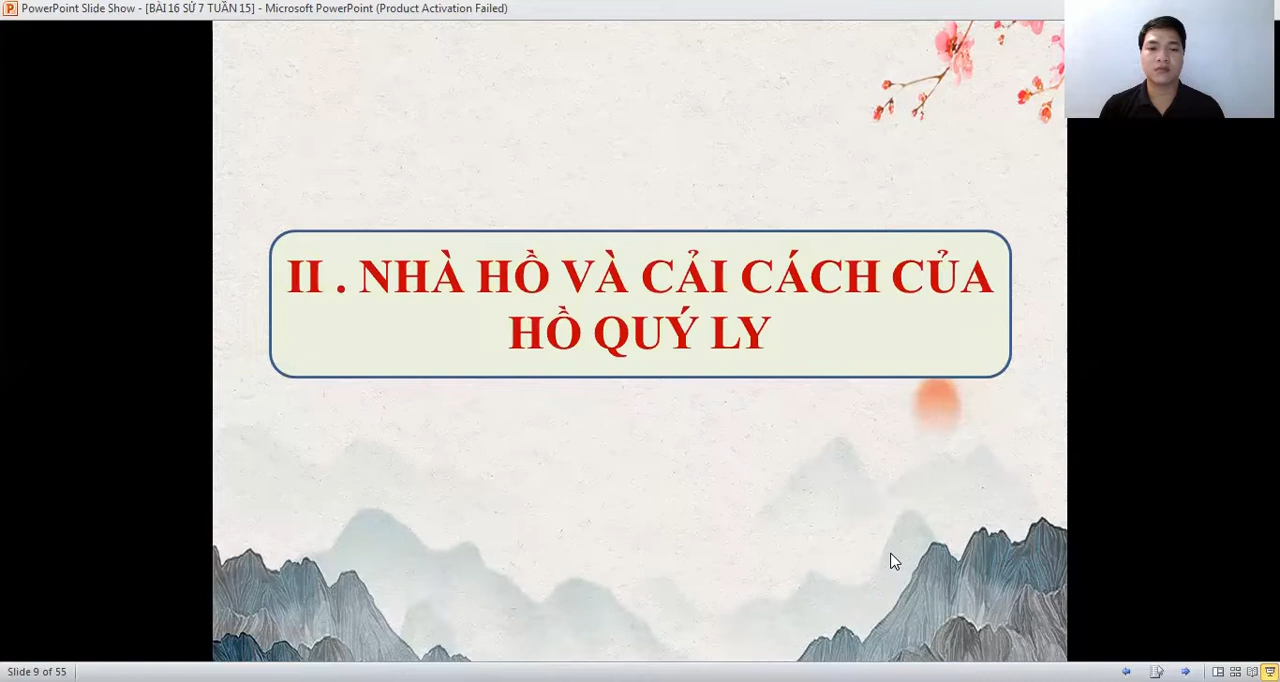 PowerPoint Slide Show - [BÀI 16 SỬ 7 TUẦN 15] - Microsoft PowerPoint (Product Activation Failed)
II . NHÀ HỒ VÀ CẢI CÁCH CỦA
HỒ QUÝ LY
Slide 9 of 55